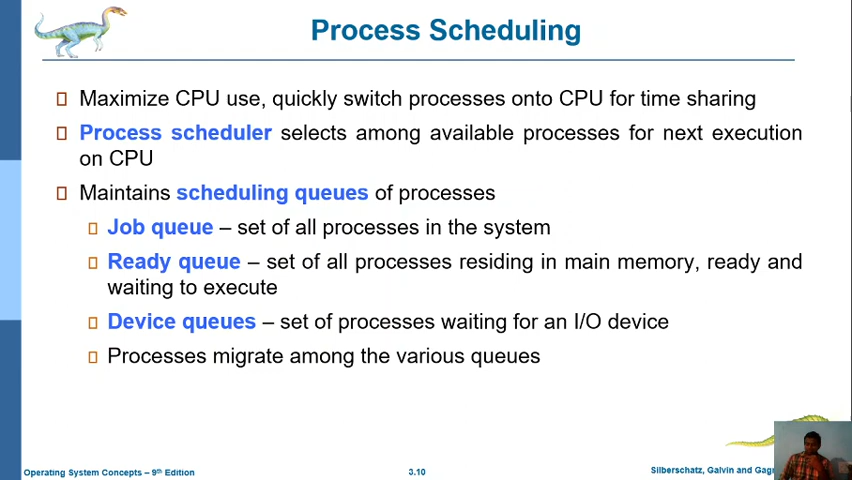 Process Scheduling
Maximize CPU use, quickly switch processes onto CPU for time sharing
Process scheduler selects among available processes for next execution
on CPU
Maintains scheduling queues of processes
Job queue – set of all processes in the system
Ready queue – set of all processes residing in main memory, ready and
waiting to execute
Device queues – set of processes waiting for an I/O device
Processes migrate among the various queues
Operating System Concepts – 9th Edition
3.10
Silberschatz, Galvin and